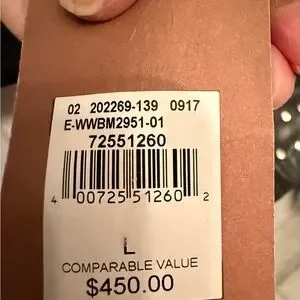 02 202269-139 0917
E-WWBM2951-01
72551260
4 00725 51260 2
L
COMPARABLE VALUE
$450.00